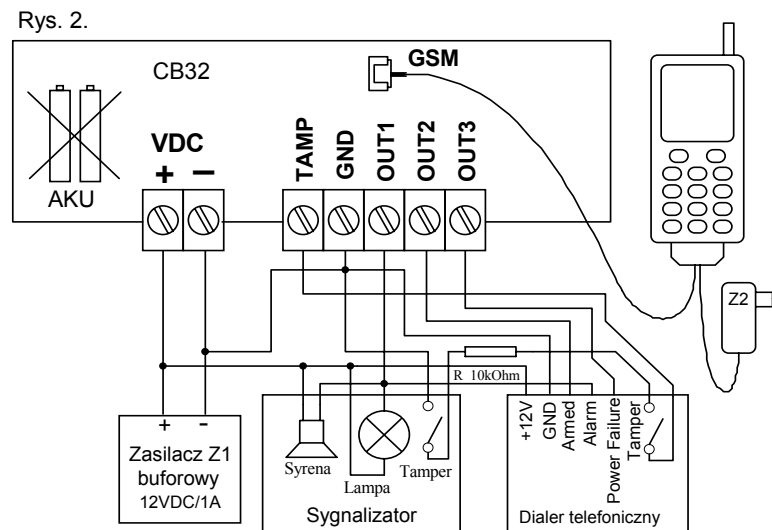 Rys. 2.
CB32
GSM
VDC
+ −
AKU
TAMP
GND
OUT1
OUT2
OUT3
Z2
R 10kOhm
+ -
Zasilacz Z1
buforowy
12VDC/1A
Syrena
Lampa
Tamper
Sygnalizator
+12V
GND
Armed
Alarm
Power Failure
Tamper
Dialer telefoniczny